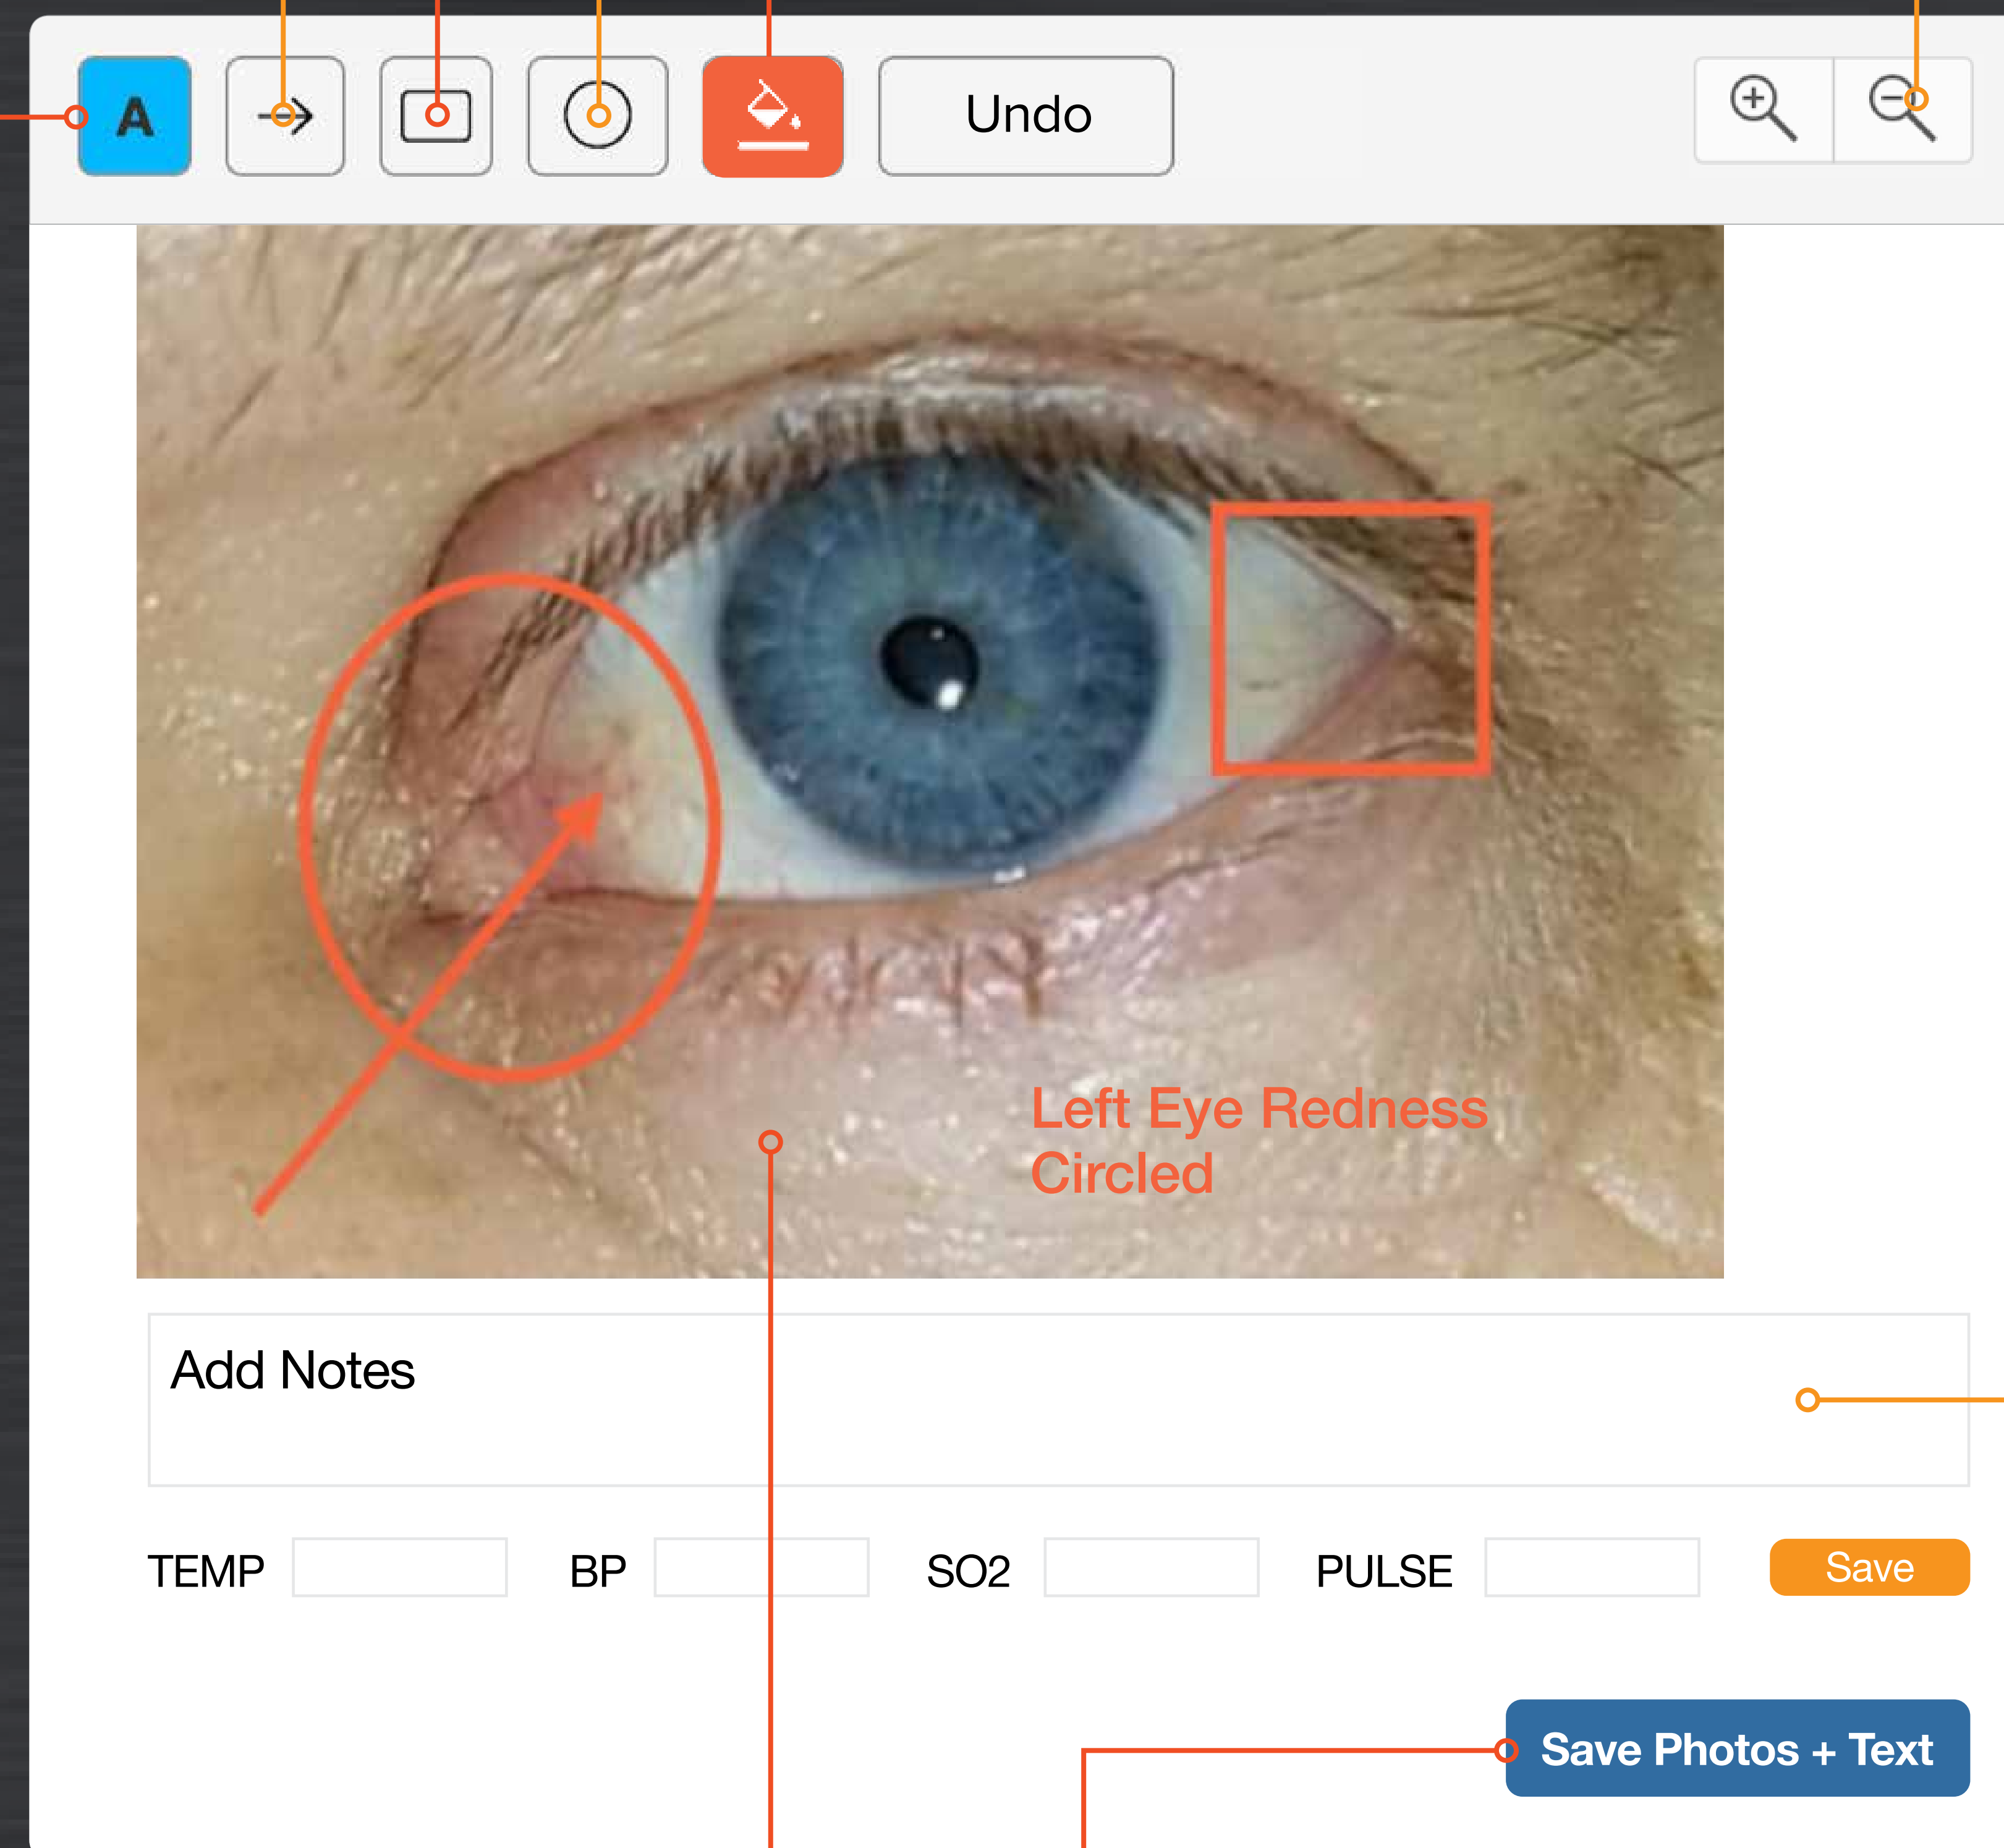 A
Undo
Left Eye Redness
Circled
Add Notes
TEMP
BP
SO2
PULSE
Save
Save Photos + Text